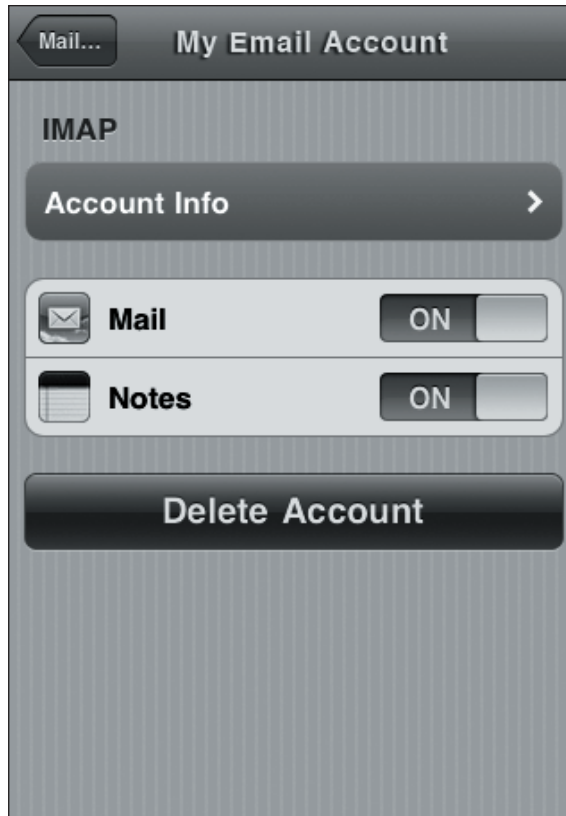 Mail...
My Email Account
IMAP
Account Info
Mail
ON
Notes
ON
Delete Account